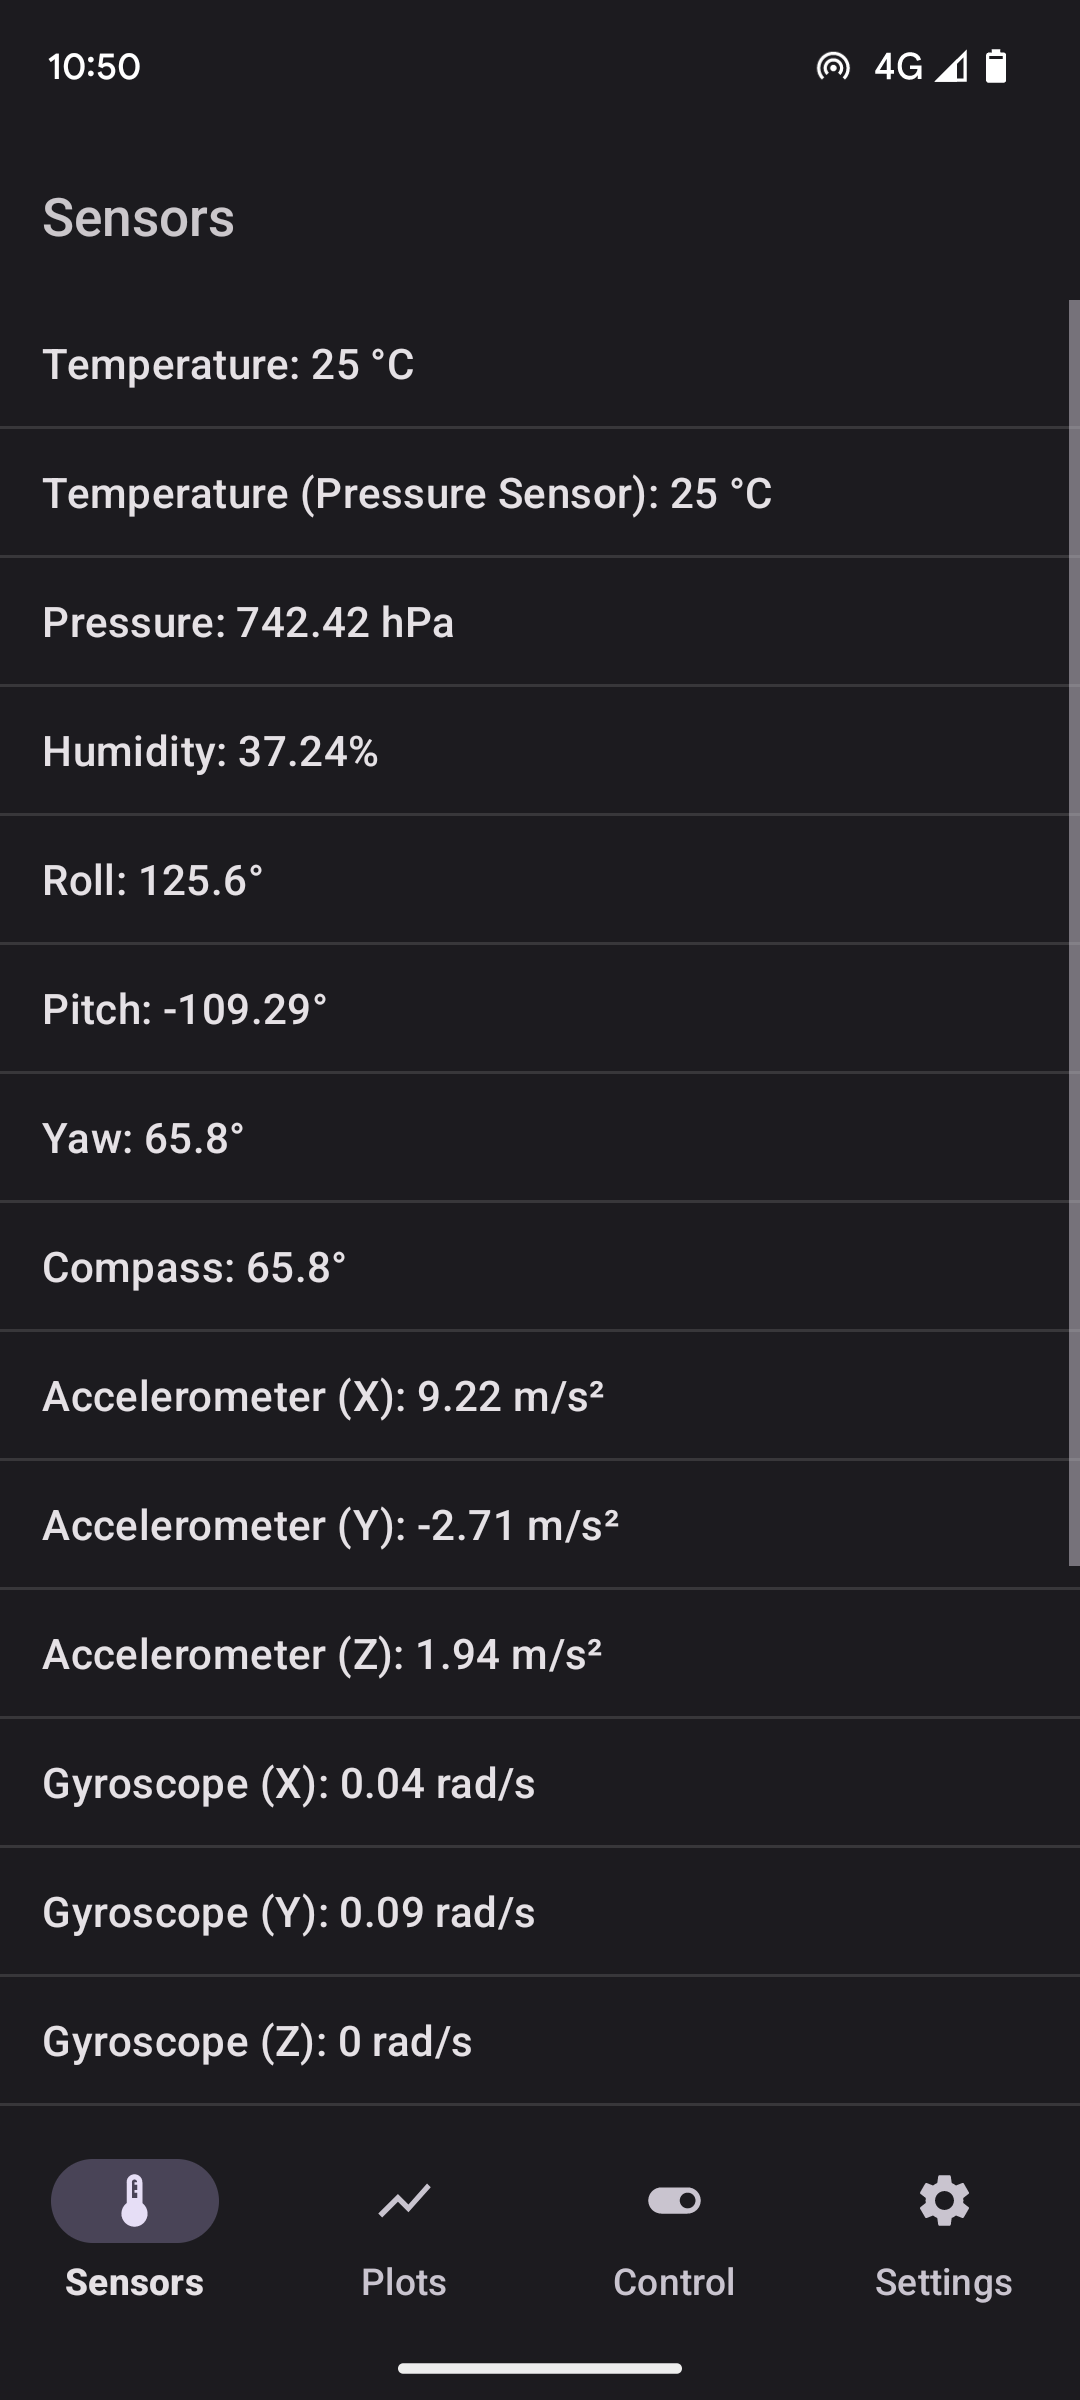 10:50
4G
Sensors
Temperature: 25 °C
Temperature (Pressure Sensor): 25 °C
Pressure: 742.42 hPa
Humidity: 37.24%
Roll: 125.6°
Pitch: -109.29°
Yaw: 65.8°
Compass: 65.8°
Accelerometer (X): 9.22 m/s²
Accelerometer (Y): -2.71 m/s²
Accelerometer (Z): 1.94 m/s²
Gyroscope (X): 0.04 rad/s
Gyroscope (Y): 0.09 rad/s
Gyroscope (Z): 0 rad/s
Sensors
Plots
Control
Settings